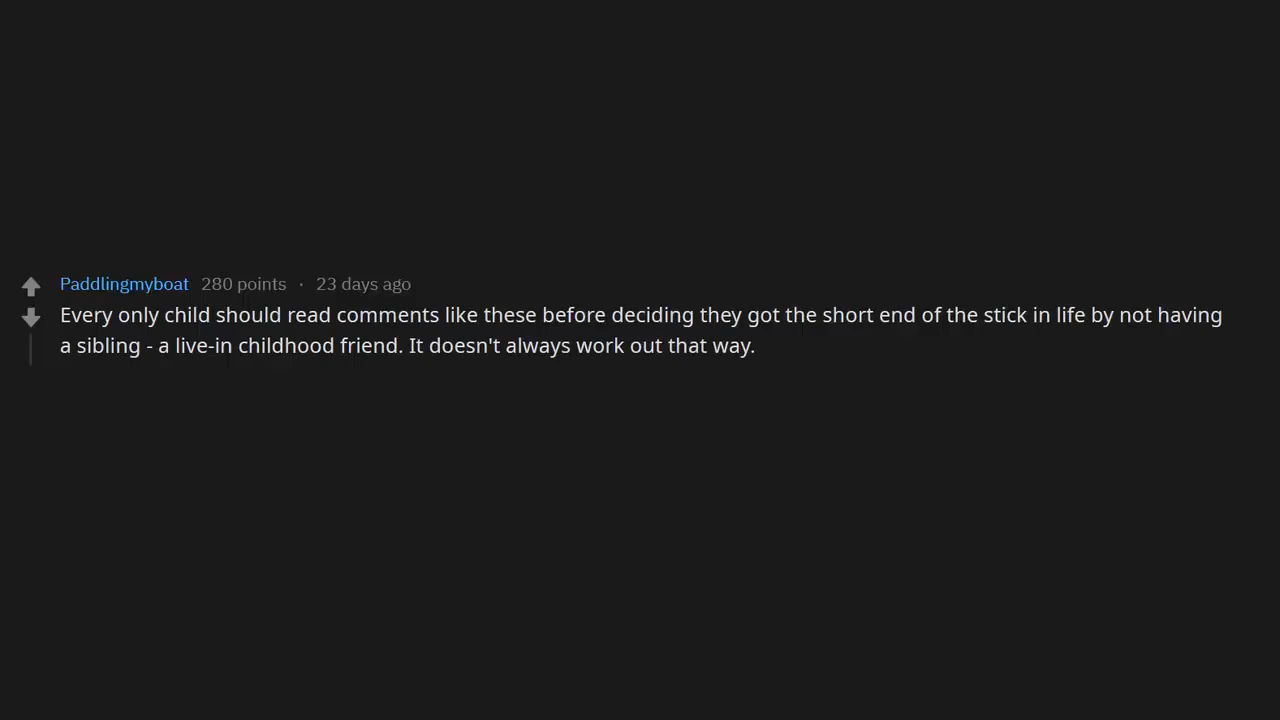 Paddlingmyboat 280 points · 23 days ago
Every only child should read comments like these before deciding they got the short end of the stick in life by not having
a sibling - a live-in childhood friend. It doesn't always work out that way.